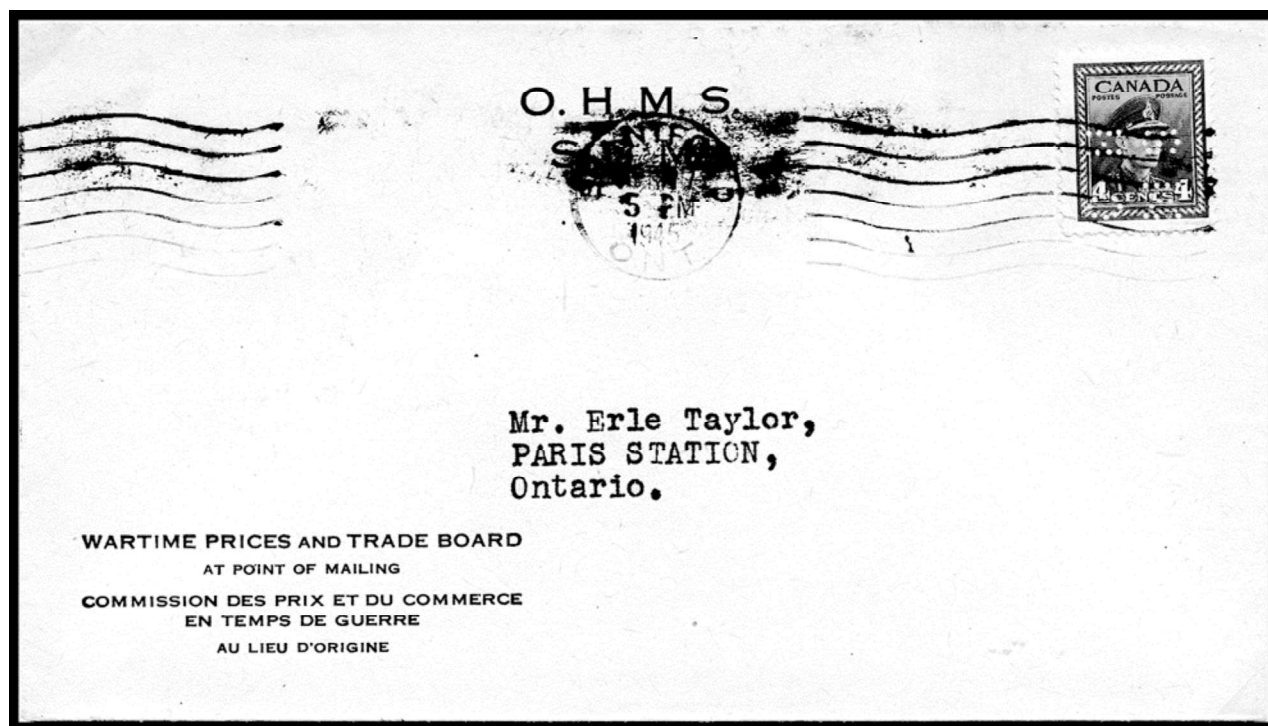 O. H. M. S.
CANADA
POSTES POSTAGE
4 CENTS 4
5 PM
1945
ONT
Mr. Erle Taylor,
PARIS STATION,
Ontario.
WARTIME PRICES AND TRADE BOARD
AT POINT OF MAILING
COMMISSION DES PRIX ET DU COMMERCE
EN TEMPS DE GUERRE
AU LIEU D'ORIGINE